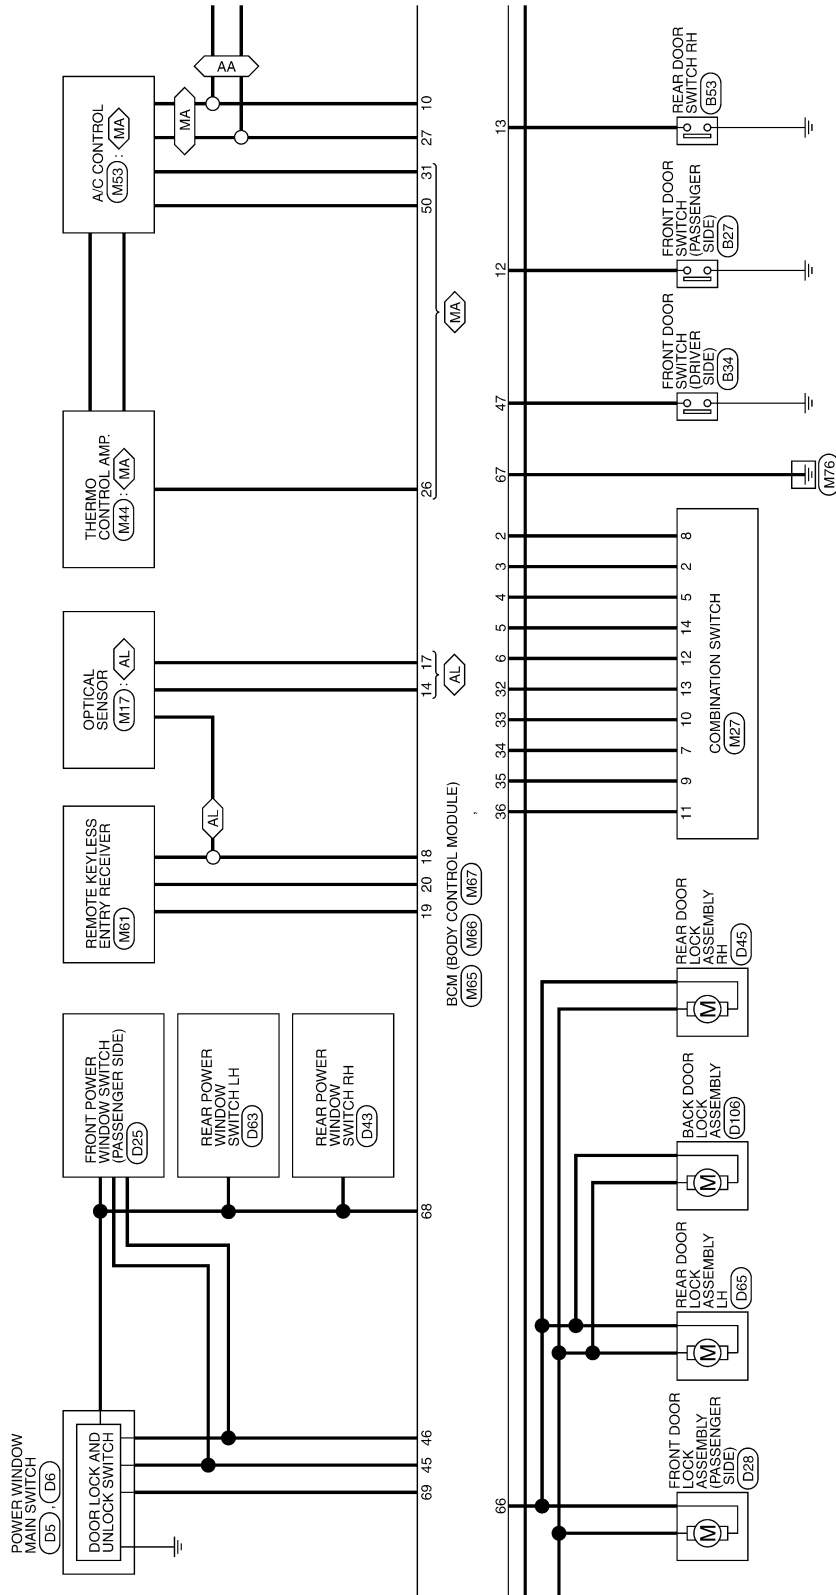 POWER WINDOW
MAIN SWITCH
D5 , D6
DOOR LOCK AND
UNLOCK SWITCH
FRONT POWER
WINDOW SWITCH
(PASSENGER SIDE)
D25
REAR POWER
WINDOW
SWITCH LH
D63
REAR POWER
WINDOW
SWITCH RH
D43
REMOTE KEYLESS
ENTRY RECEIVER
M61
OPTICAL
SENSOR
M17 : AL
THERMO
CONTROL AMP.
M44 : MA
A/C CONTROL
M53 : MA
AL
MA
AA
69
45
46
68
19
20
18
14
17
26
50
31
27
10
AL
MA
BCM (BODY CONTROL MODULE)
M65 M66 , M67
66
36
35
34
33
32
6
5
4
3
2
67
47
12
13
11
9
7
10
13
12
14
5
2
8
COMBINATION SWITCH
M27
FRONT DOOR
LOCK
ASSEMBLY
(PASSENGER
SIDE)
D28
M
REAR DOOR
LOCK
ASSEMBLY
LH
D65
M
BACK DOOR
LOCK
ASSEMBLY
D106
M
REAR DOOR
LOCK
ASSEMBLY
RH
D45
M
M76
FRONT DOOR
SWITCH
(DRIVER
SIDE)
B34
FRONT DOOR
SWITCH
(PASSENGER
SIDE)
B27
REAR DOOR
SWITCH RH
B53